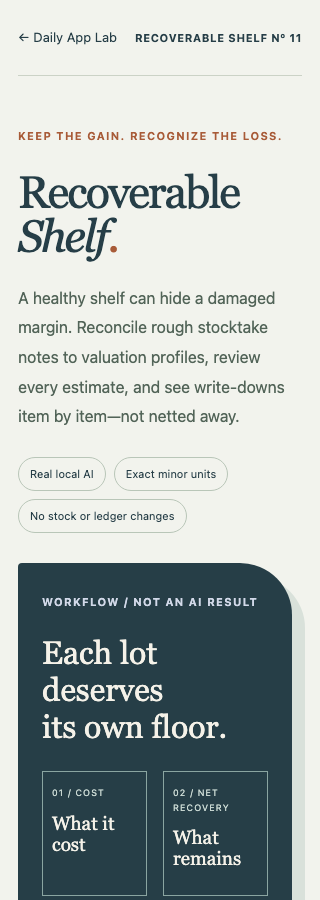 ← Daily App Lab
RECOVERABLE SHELF Nº 11
KEEP THE GAIN. RECOGNIZE THE LOSS.
Recoverable
Shelf.
A healthy shelf can hide a damaged
margin. Reconcile rough stocktake
notes to valuation profiles, review
every estimate, and see write-downs
item by item—not netted away.
Real local AI
Exact minor units
No stock or ledger changes
WORKFLOW / NOT AN AI RESULT
Each lot
deserves
its own floor.
01 / COST
What it
cost
02 / NET
RECOVERY
What
remains